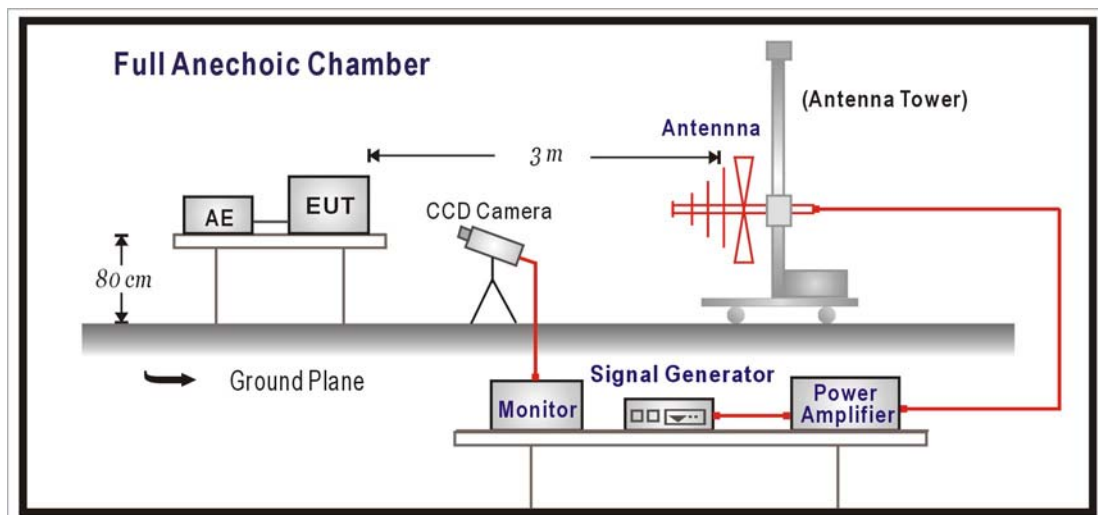 Full Anechoic Chamber
(Antenna Tower)
Antennna
3 m
AE
EUT
CCD Camera
80 cm
Ground Plane
Signal Generator
Monitor
Power
Amplifier